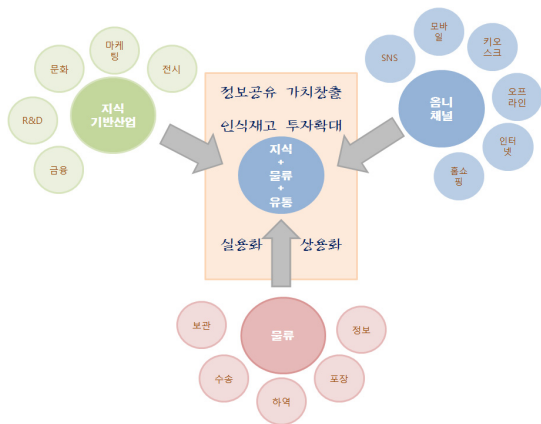 마케
팅
문화
전시
R&D
지식
기반산업
금융
모바
일
SNS
키오
스크
옴니
채널
오프
라인
인터
넷
홈쇼
핑
정보공유 가치창출
인식재고 투자확대
지식
+
물류
+
유통
실용화 상용화
물류
보관
정보
수송
포장
하역